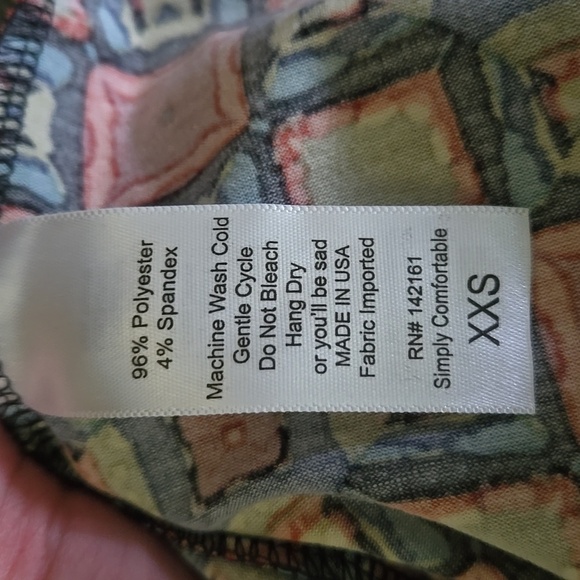 96% Polyester
4% Spandex
Machine Wash Cold
Gentle Cycle
Do Not Bleach
Hang Dry
or you'll be sad
MADE IN USA
Fabric Imported
RN# 142161
Simply Comfortable
XXS